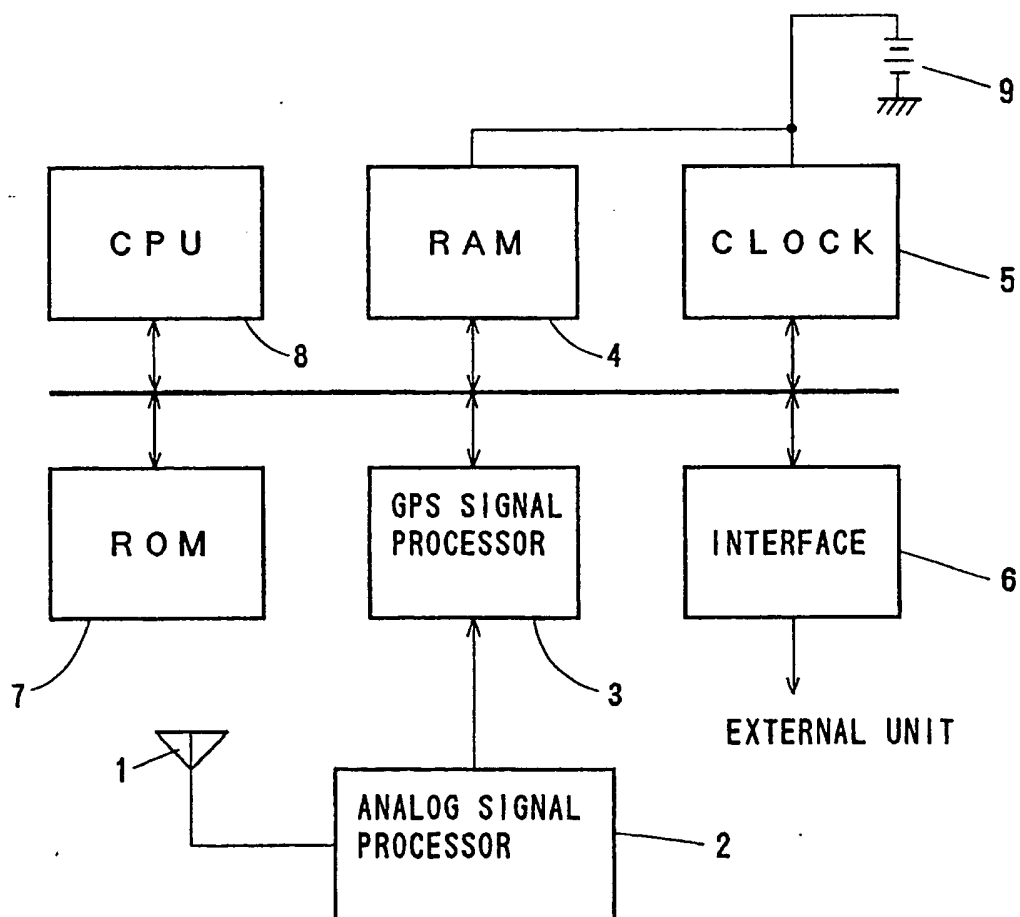 9
CPU
RAM
CLOCK
5
8
4
ROM
GPS SIGNAL
PROCESSOR
INTERFACE
6
7
3
EXTERNAL UNIT
1
ANALOG SIGNAL
PROCESSOR
2